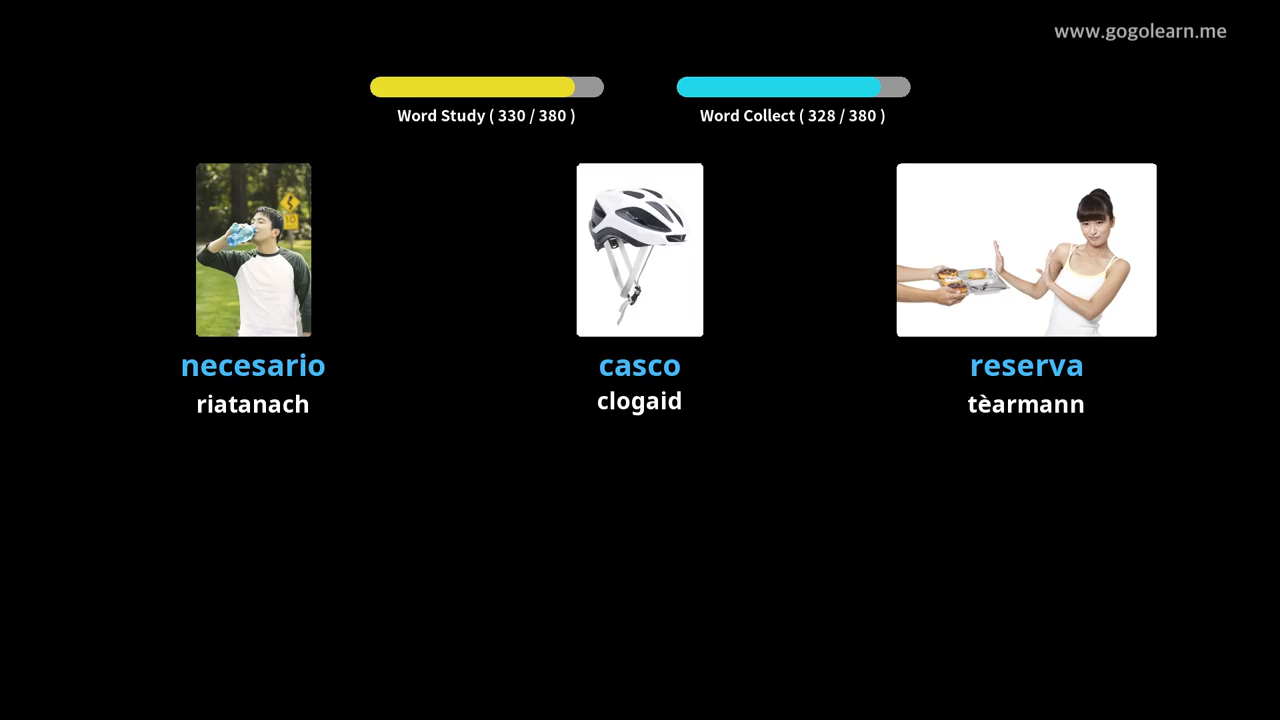 www.gogolearn.me
Word Study ( 330 / 380 )
Word Collect ( 328 / 380 )
necesario
casco
reserva
riatanach
clogaid
tèarmann